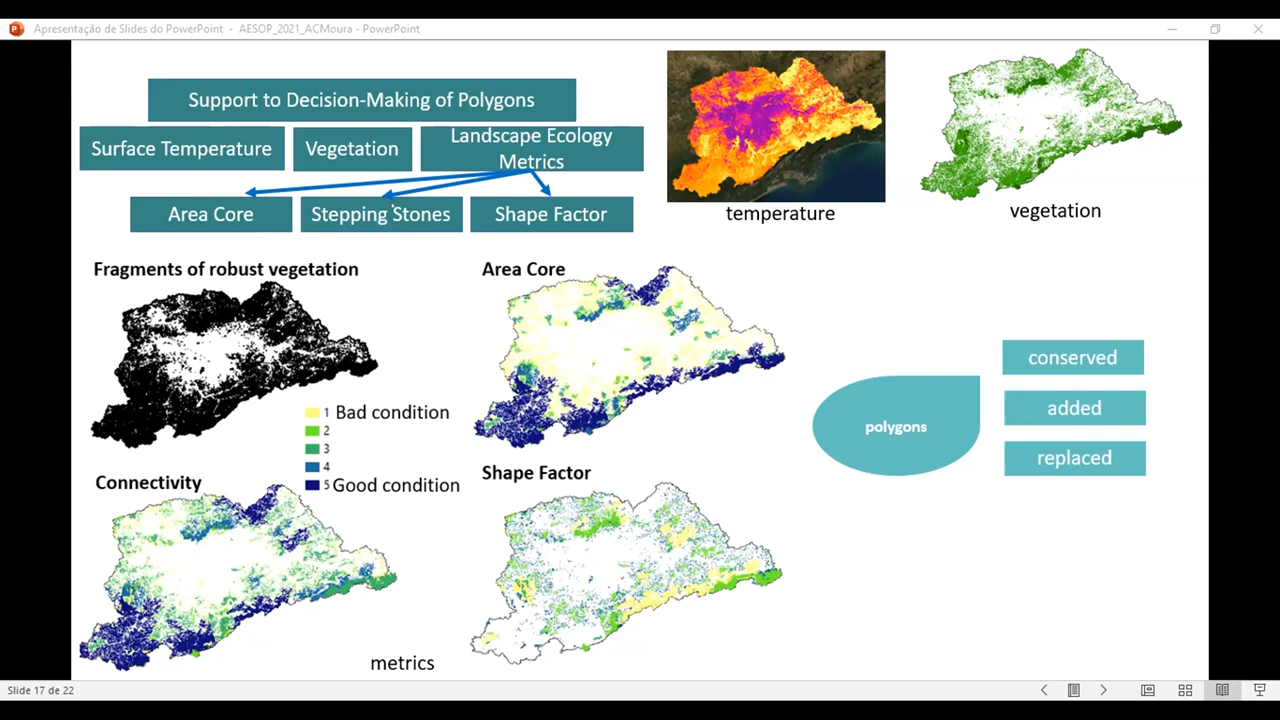 Apresentação de Slides do PowerPoint - AESOP_2021_ACMoura - PowerPoint
Support to Decision-Making of Polygons
Surface Temperature
Vegetation
Landscape Ecology
Metrics
Area Core
Stepping Stones
Shape Factor
temperature
vegetation
Fragments of robust vegetation
Area Core
1 Bad condition
2
3
4
5 Good condition
Connectivity
Shape Factor
metrics
polygons
conserved
added
replaced
Slide 17 de 22